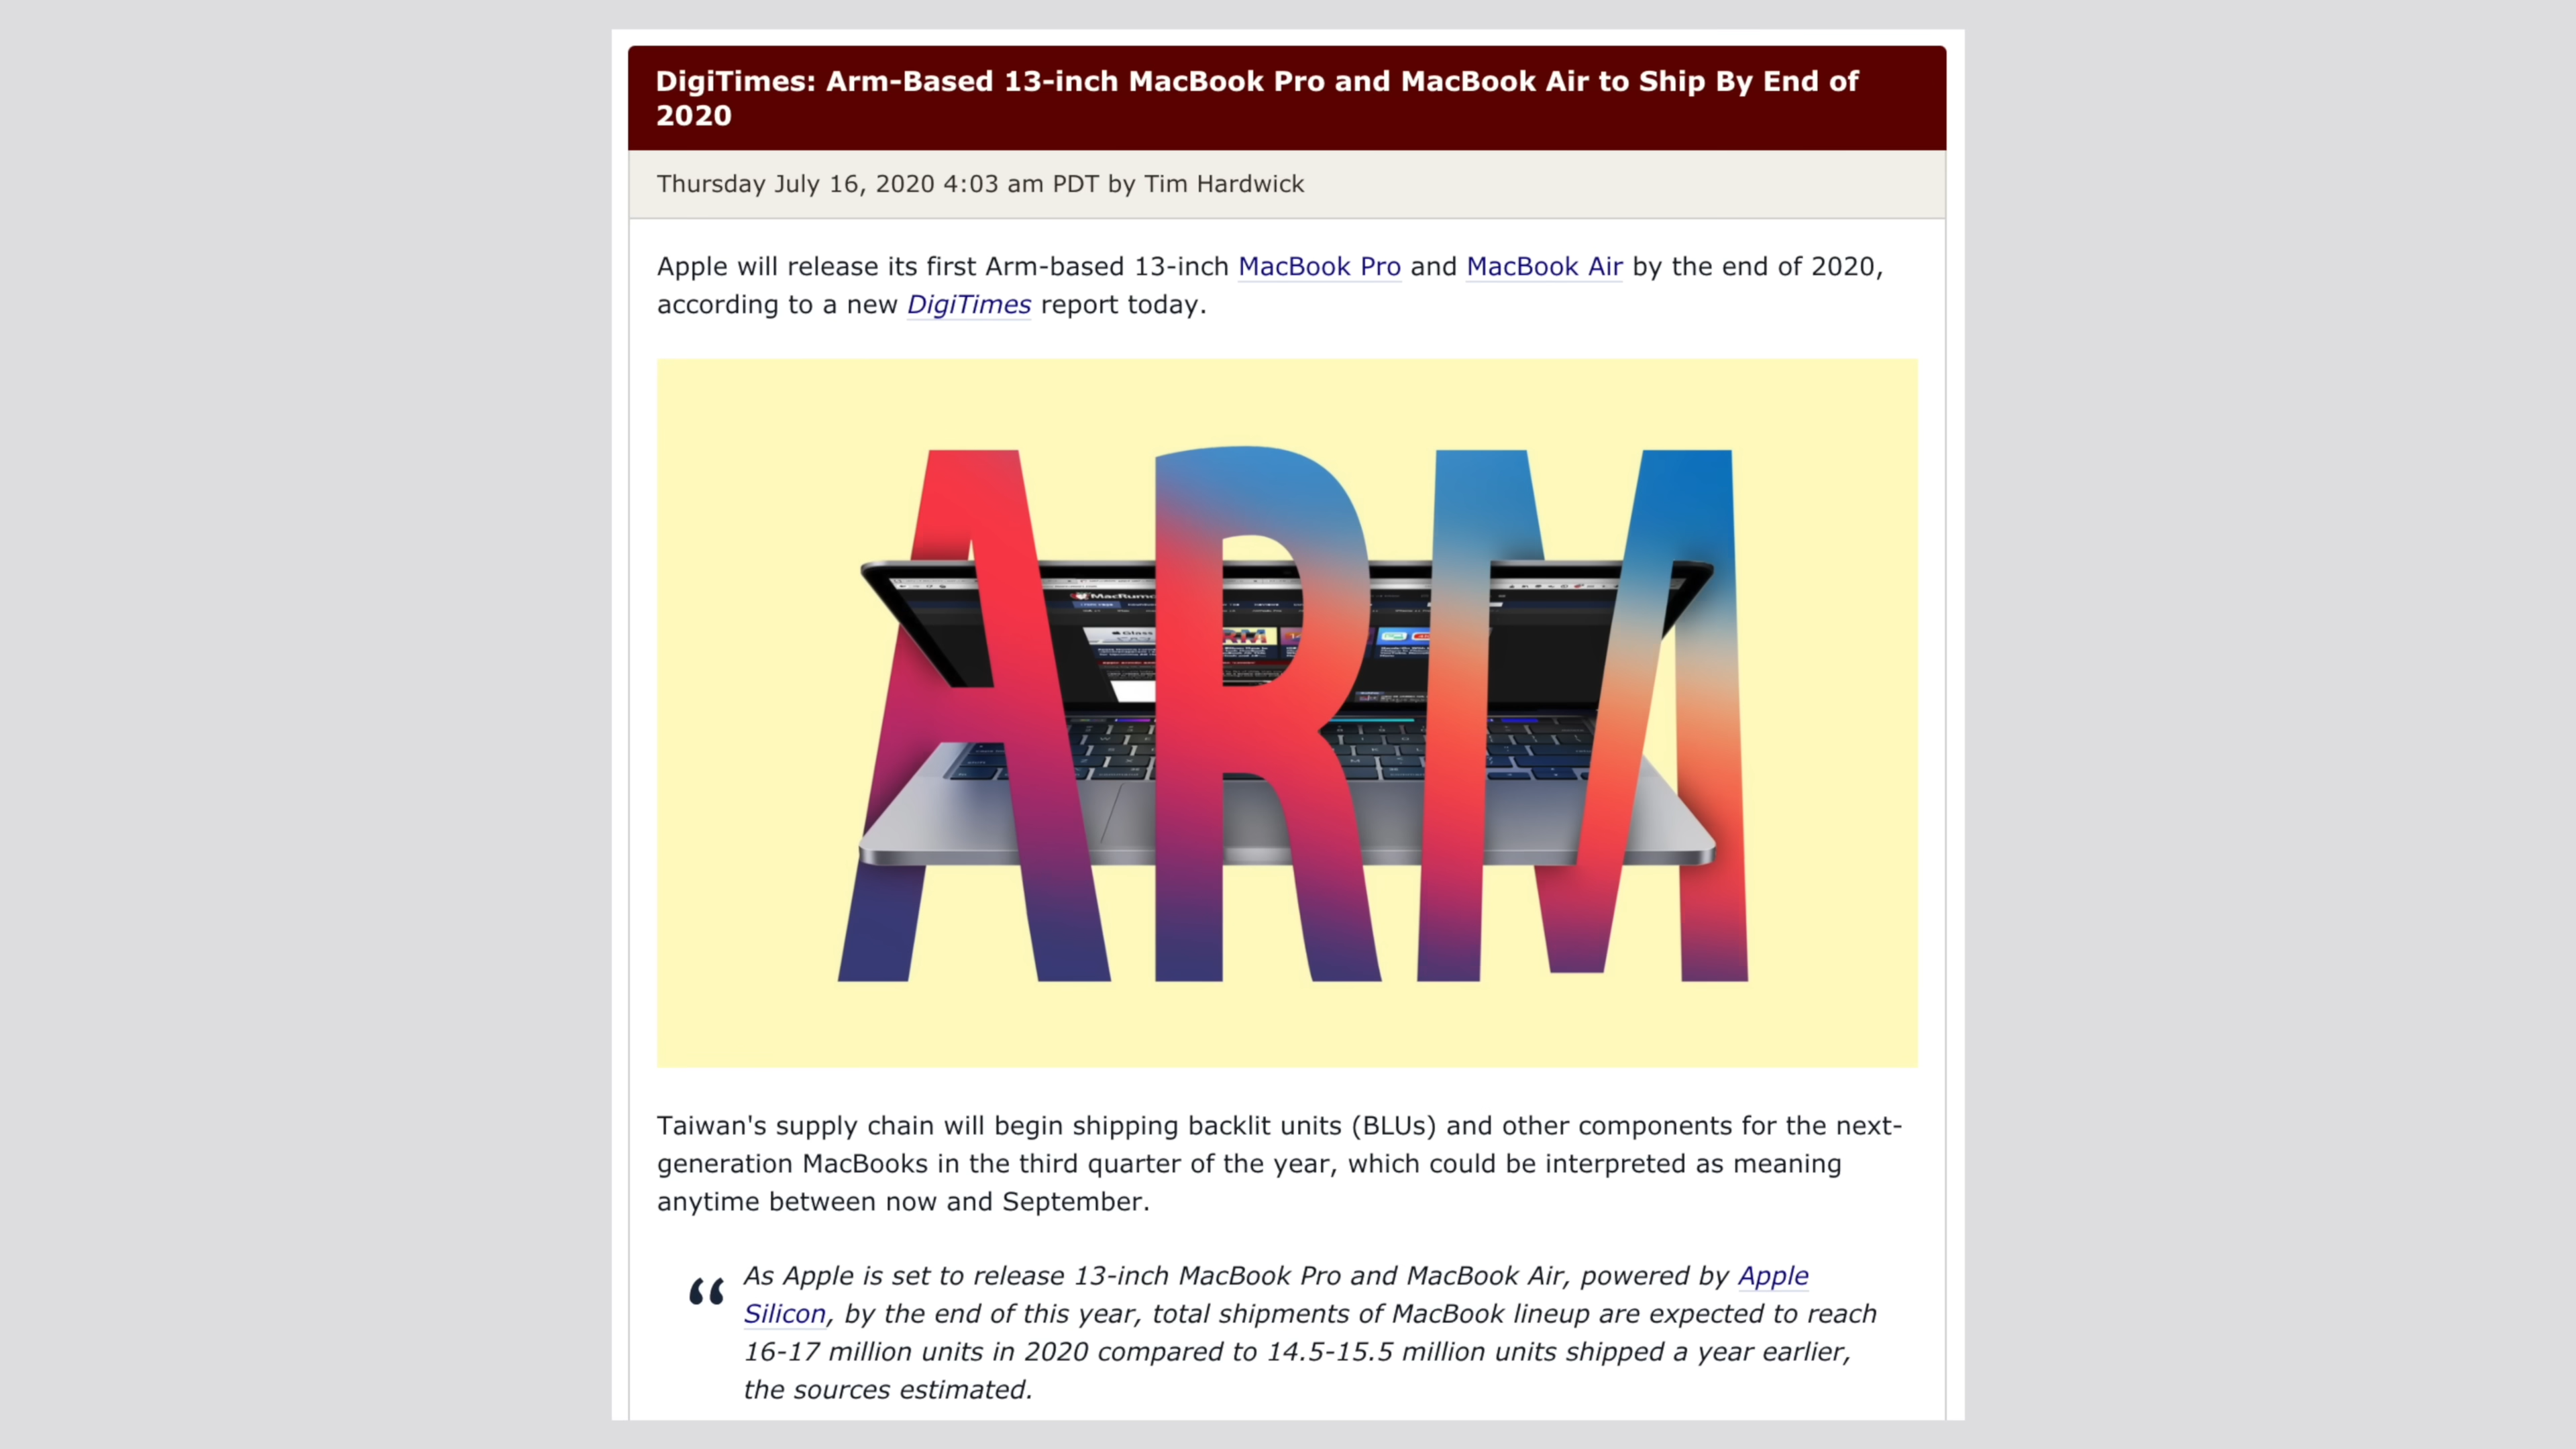 DigiTimes: Arm-Based 13-inch MacBook Pro and MacBook Air to Ship By End of
2020
Thursday July 16, 2020 4:03 am PDT by Tim Hardwick
Apple will release its first Arm-based 13-inch MacBook Pro and MacBook Air by the end of 2020,
according to a new DigiTimes report today.
ARM
Taiwan's supply chain will begin shipping backlit units (BLUs) and other components for the next-
generation MacBooks in the third quarter of the year, which could be interpreted as meaning
anytime between now and September.
“ As Apple is set to release 13-inch MacBook Pro and MacBook Air, powered by Apple
Silicon, by the end of this year, total shipments of MacBook lineup are expected to reach
16-17 million units in 2020 compared to 14.5-15.5 million units shipped a year earlier,
the sources estimated.